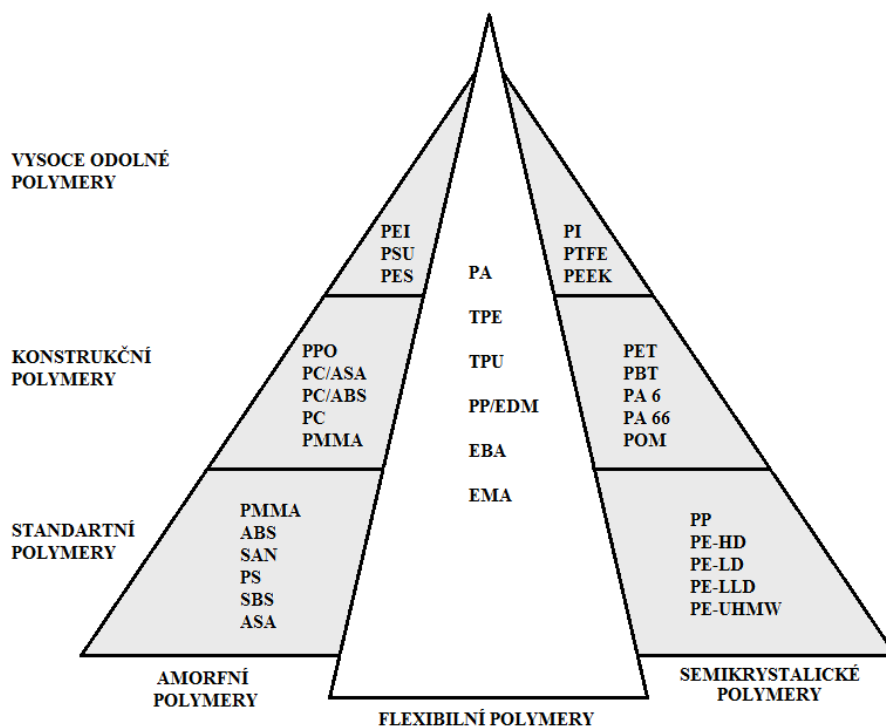 VYSOCE ODOLNÉ
POLYMERY
PEI
PSU
PES
PI
PTFE
PEEK
KONSTRUKČNÍ
POLYMERY
PPO
PC/ASA
PC/ABS
PC
PMMA
PA
TPE
TPU
PP/EDM
EBA
EMA
PET
PBT
PA 6
PA 66
POM
STANDARTNÍ
POLYMERY
PMMA
ABS
SAN
PS
SBS
ASA
PP
PE-HD
PE-LD
PE-LLD
PE-UHMW
AMORFNÍ
POLYMERY
FLEXIBILNÍ POLYMERY
SEMIKRYSTALICKÉ
POLYMERY